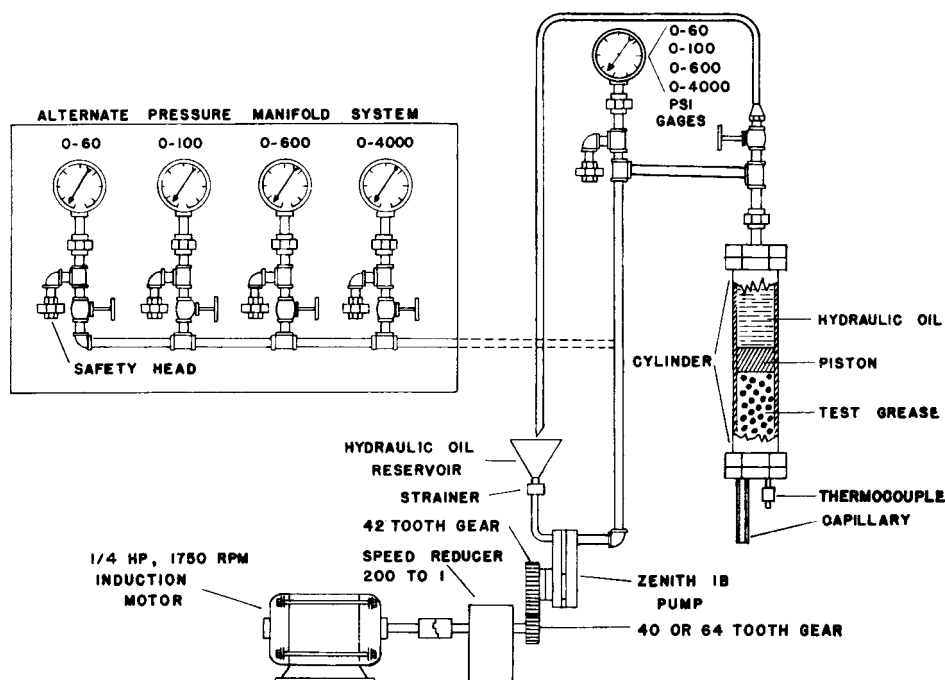 0-60
0-100
0-600
0-4000
PSI
GAGES
ALTERNATE PRESSURE MANIFOLD SYSTEM
0-60 0-100 0-600 0-4000
SAFETY HEAD
HYDRAULIC OIL
CYLINDER
PISTON
TEST GREASE
HYDRAULIC OIL
RESERVOIR
STRAINER
THERMOCOUPLE
CAPILLARY
42 TOOTH GEAR
1/4 HP, 1750 RPM
INDUCTION
MOTOR
SPEED REDUCER
200 TO 1
ZENITH IB
PUMP
40 OR 64 TOOTH GEAR